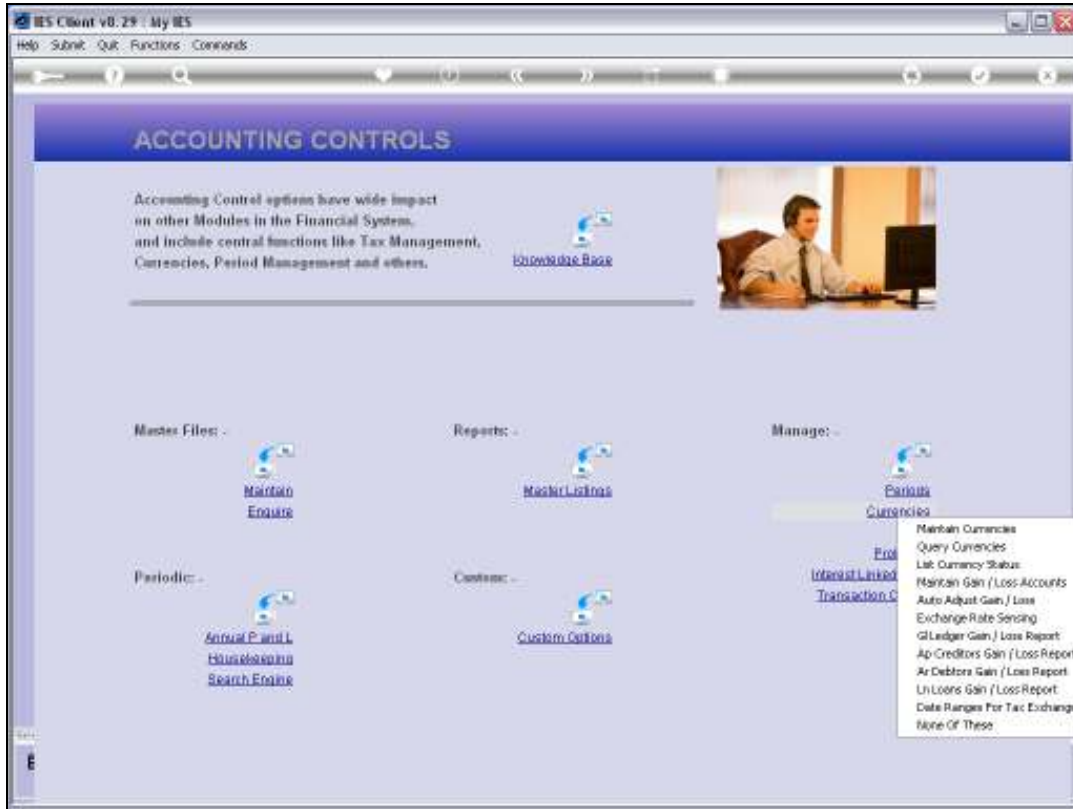 IES Client v8.29 : My IES
Help Submit Quit Functions Commands
ACCOUNTING CONTROLS
Accounting Control options have wide impact
on other Modules in the Financial System,
and include central functions like Tax Management,
Currencies, Period Management and others.
Knowledge Base
Master Files: -
Reports: -
Manage: -
Maintain
Enquire
Master Listings
Periods
Currencies
Maintain Currencies
Query Currencies
List Currency Status
Maintain Gain / Loss Accounts
Auto Adjust Gain / Loss
Exchange Rate Sensing
Gl Ledger Gain / Loss Report
Ap Creditors Gain / Loss Report
Ar Debtors Gain / Loss Report
Ln Loans Gain / Loss Report
Date Ranges For Tax Exchange
None Of These
Interest Linked
Transaction C
Periodic: -
Custom: -
Annual P and L
Housekeeping
Search Engine
Custom Options